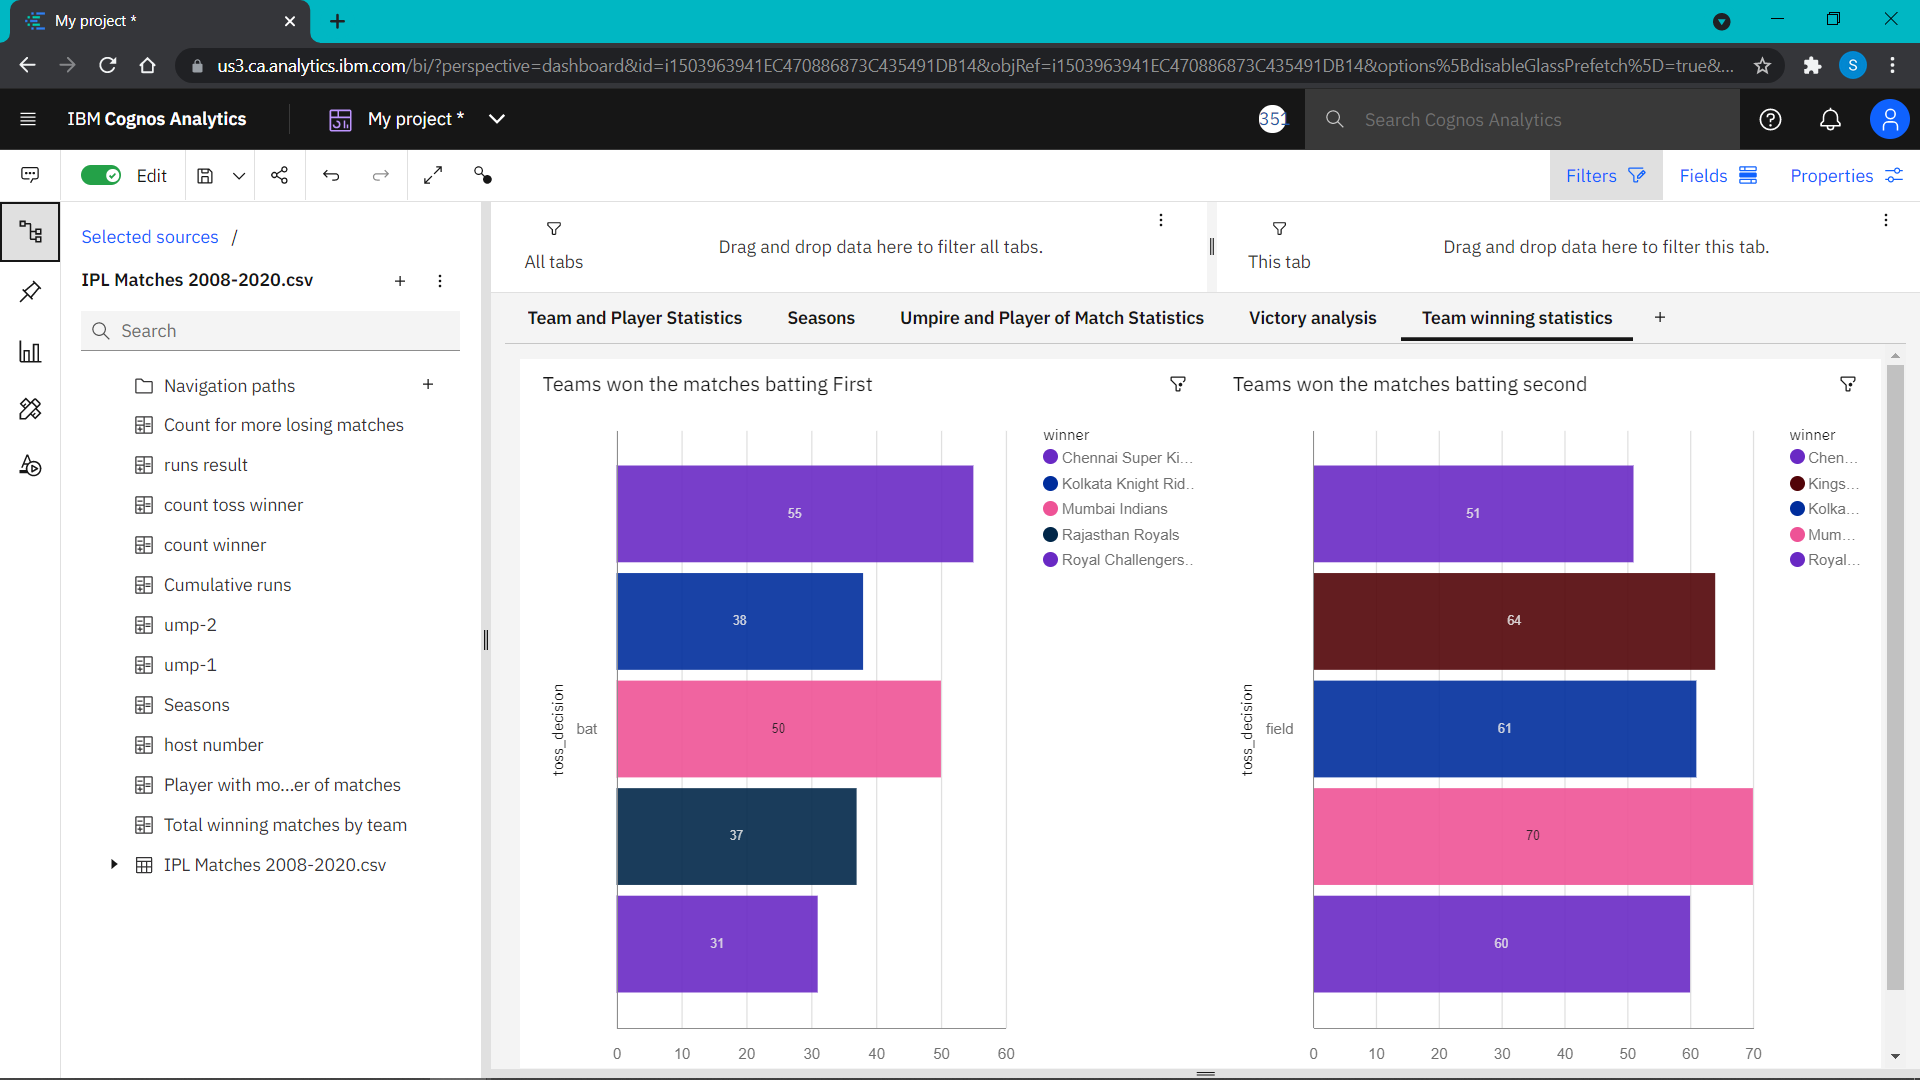 My project *
us3.ca.analytics.ibm.com/bi/?perspective=dashboard&id=i1503963941EC470886873C435491DB14&objRef=i1503963941EC470886873C435491DB14&options%5BdisableGlassPrefetch%5D=true&...
S
IBM Cognos Analytics
My project *
351
Search Cognos Analytics
Edit
Filters
Fields
Properties
Selected sources /
IPL Matches 2008-2020.csv
Search
Navigation paths
Count for more losing matches
runs result
count toss winner
count winner
Cumulative runs
ump-2
ump-1
Seasons
host number
Player with mo...er of matches
Total winning matches by team
IPL Matches 2008-2020.csv
All tabs
Drag and drop data here to filter all tabs.
This tab
Drag and drop data here to filter this tab.
Team and Player Statistics
Seasons
Umpire and Player of Match Statistics
Victory analysis
Team winning statistics
Teams won the matches batting First
toss_decision
bat
55
38
50
37
31
0 10 20 30 40 50 60
winner
Chennai Super Ki...
Kolkata Knight Rid..
Mumbai Indians
Rajasthan Royals
Royal Challengers..
Teams won the matches batting second
toss_decision
field
51
64
61
70
60
0 10 20 30 40 50 60 70
winner
Chen...
Kings...
Kolka...
Mum...
Royal...